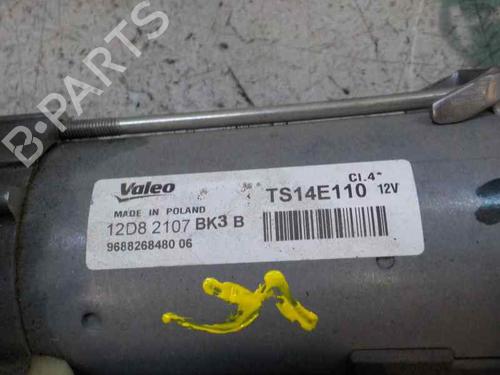 B-PARTS
Valeo
MADE IN POLAND
TS14E110
Cl.4*
12V
12D8 2107 BK3 B
9688268480 06